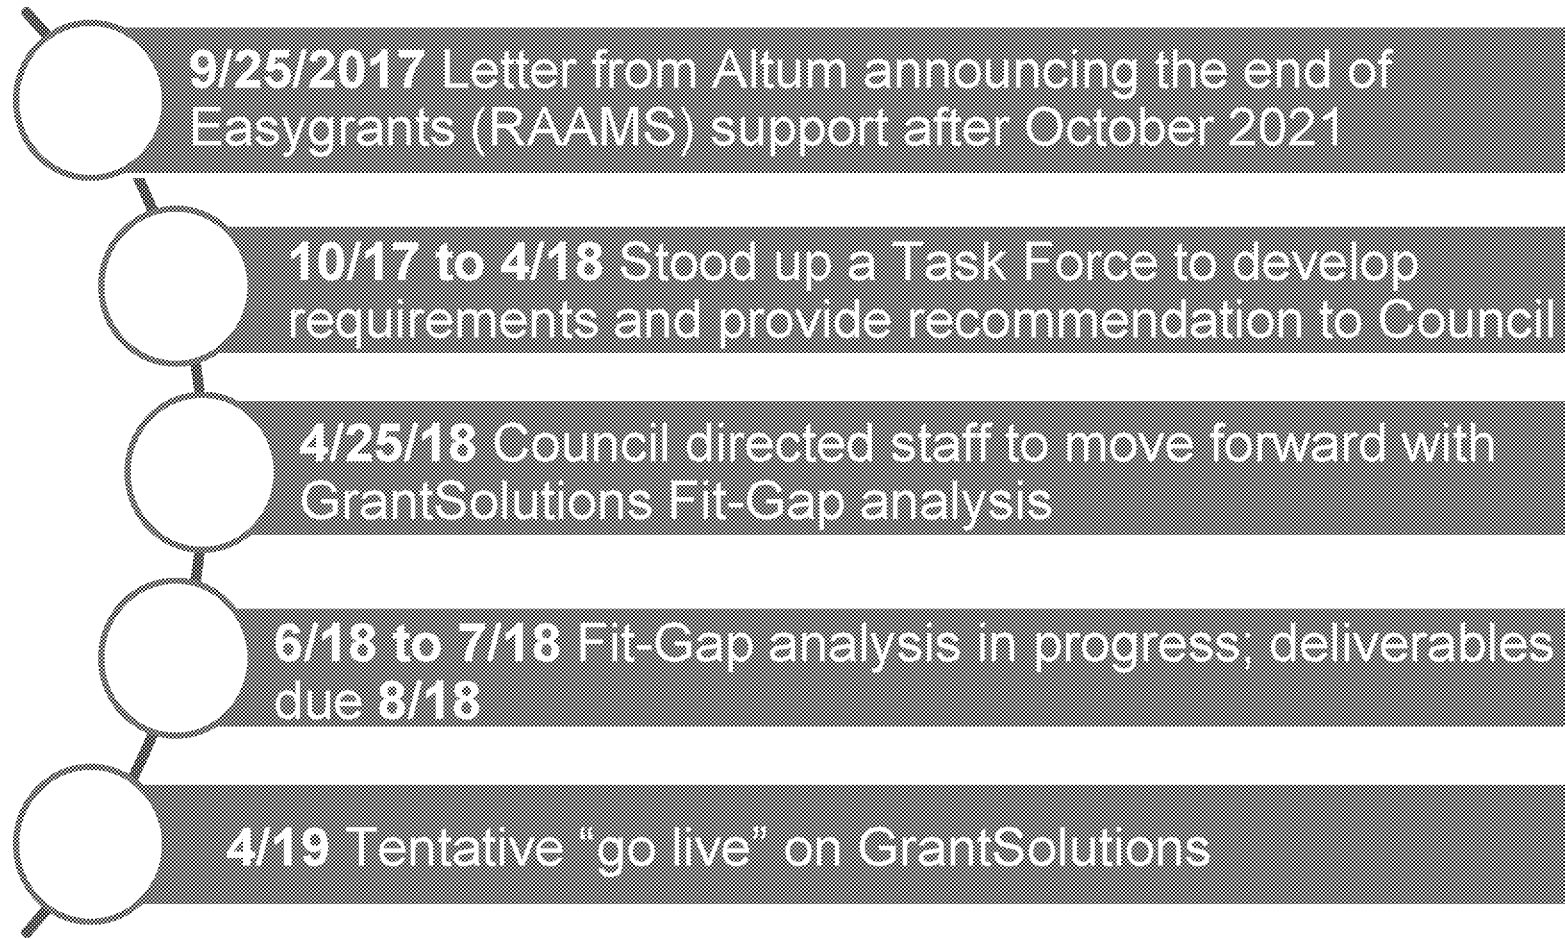 9/25/2017 Letter from Altum announcing the end of
Easygrants (RAAMS) support after October 2021
10/17 to 4/18 Stood up a Task Force to develop
requirements and provide recommendation to Council
4/25/18 Council directed staff to move forward with
GrantSolutions Fit-Gap analysis
6/18 to 7/18 Fit-Gap analysis in progress; deliverables
due 8/18
4/19 Tentative “go live” on GrantSolutions